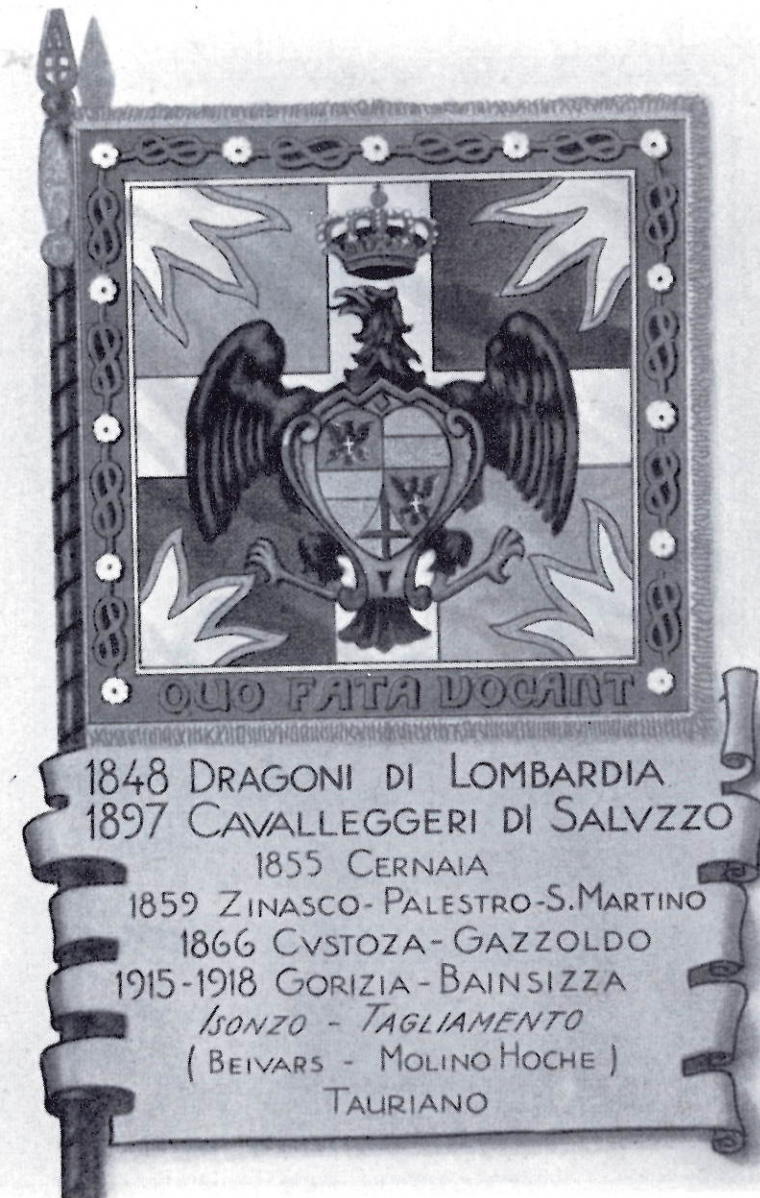 QUO FATA VOCANT
1848 DRAGONI DI LOMBARDIA
1897 CAVALLEGGERI DI SALVZZO
1855 CERNAIA
1859 ZINASCO-PALESTRO-S.MARTINO
1866 CVSTOZA-GAZZOLDO
1915-1918 GORIZIA-BAINSIZZA
ISONZO - TAGLIAMENTO
(BEIVARS - MOLINO HOCHE)
TAURIANO